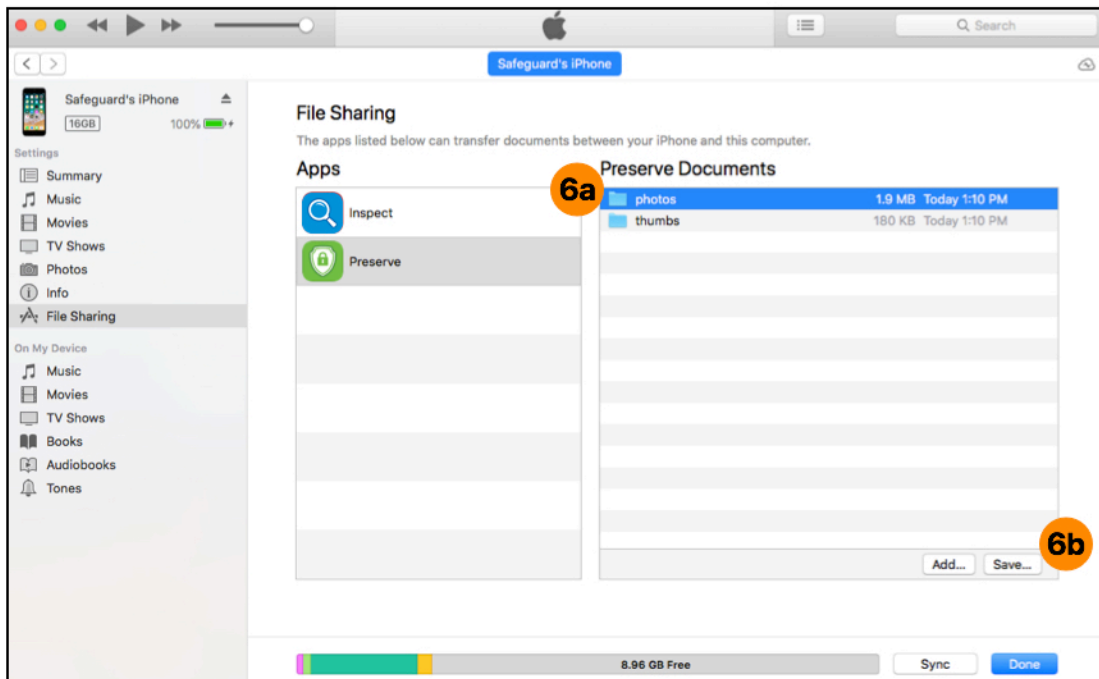 Search
Safeguard's iPhone
Safeguard's iPhone
16GB 100%
Settings
Summary
Music
Movies
TV Shows
Photos
Info
File Sharing
On My Device
Music
Movies
TV Shows
Books
Audiobooks
Tones
File Sharing
The apps listed below can transfer documents between your iPhone and this computer.
Apps
Inspect
Preserve
6a
Preserve Documents
photos 1.9 MB Today 1:10 PM
thumbs 180 KB Today 1:10 PM
6b
Add... Save...
8.96 GB Free
Sync Done